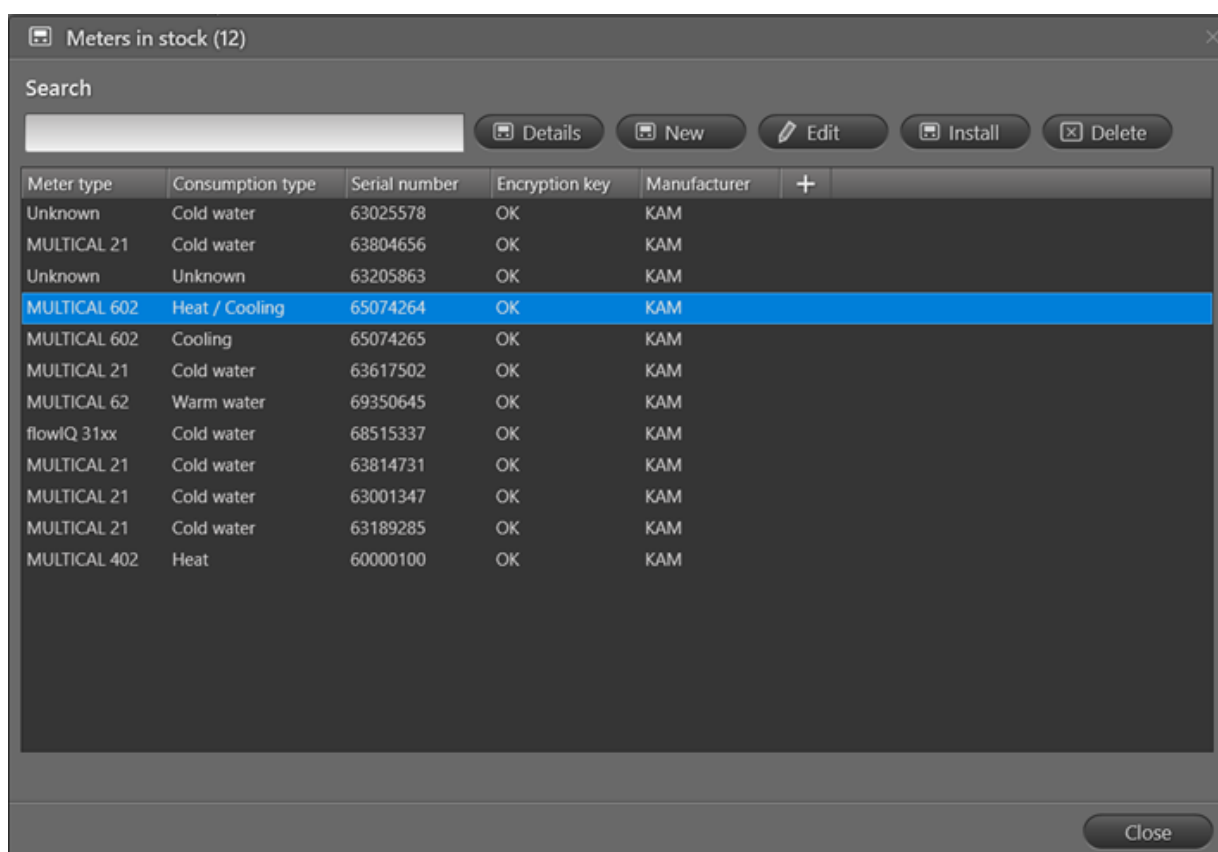 Meters in stock (12)
Search
Details New Edit Install Delete
Meter type Consumption type Serial number Encryption key Manufacturer +
Unknown Cold water 63025578 OK KAM
MULTICAL 21 Cold water 63804656 OK KAM
Unknown Unknown 63205863 OK KAM
MULTICAL 602 Heat / Cooling 65074264 OK KAM
MULTICAL 602 Cooling 65074265 OK KAM
MULTICAL 21 Cold water 63617502 OK KAM
MULTICAL 62 Warm water 69350645 OK KAM
flowIQ 31xx Cold water 68515337 OK KAM
MULTICAL 21 Cold water 63814731 OK KAM
MULTICAL 21 Cold water 63001347 OK KAM
MULTICAL 21 Cold water 63189285 OK KAM
MULTICAL 402 Heat 60000100 OK KAM
Close